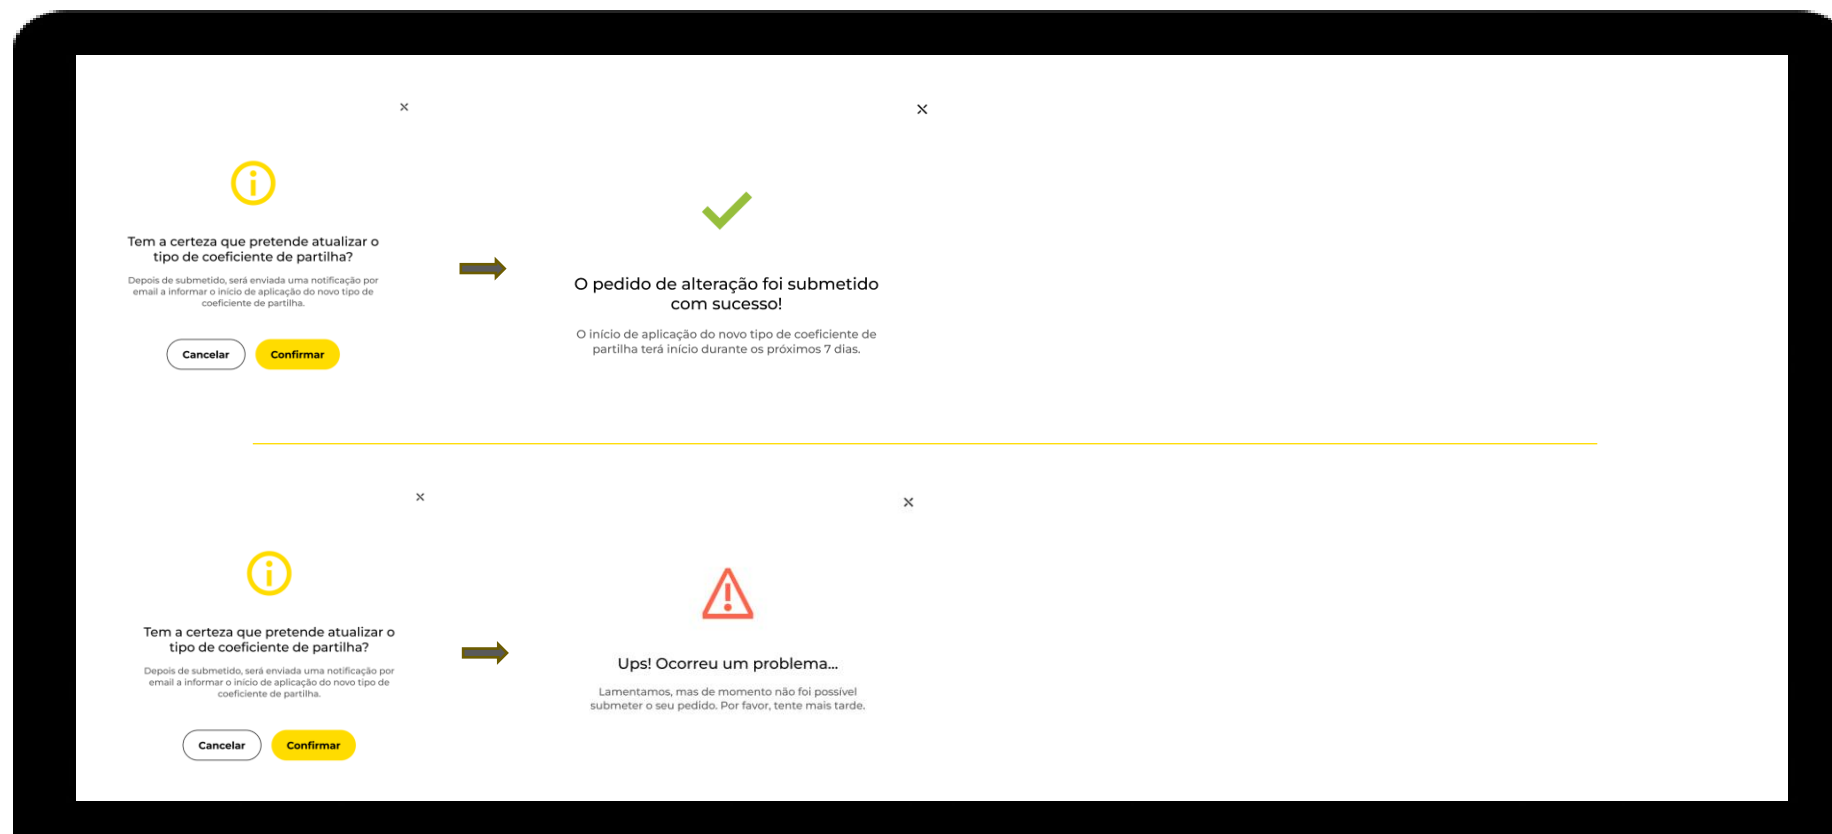 Tem a certeza que pretende atualizar o
tipo de coeficiente de partilha?
Depois de submetido, será enviada uma notificação por
email a informar o início de aplicação do novo tipo de
coeficiente de partilha.
Cancelar
Confirmar
O pedido de alteração foi submetido
com sucesso!
O início de aplicação do novo tipo de coeficiente de
partilha terá início durante os próximos 7 dias.
Tem a certeza que pretende atualizar o
tipo de coeficiente de partilha?
Depois de submetido, será enviada uma notificação por
email a informar o início de aplicação do novo tipo de
coeficiente de partilha.
Cancelar
Confirmar
Ups! Ocorreu um problema...
Lamentamos, mas de momento não foi possível
submeter o seu pedido. Por favor, tente mais tarde.